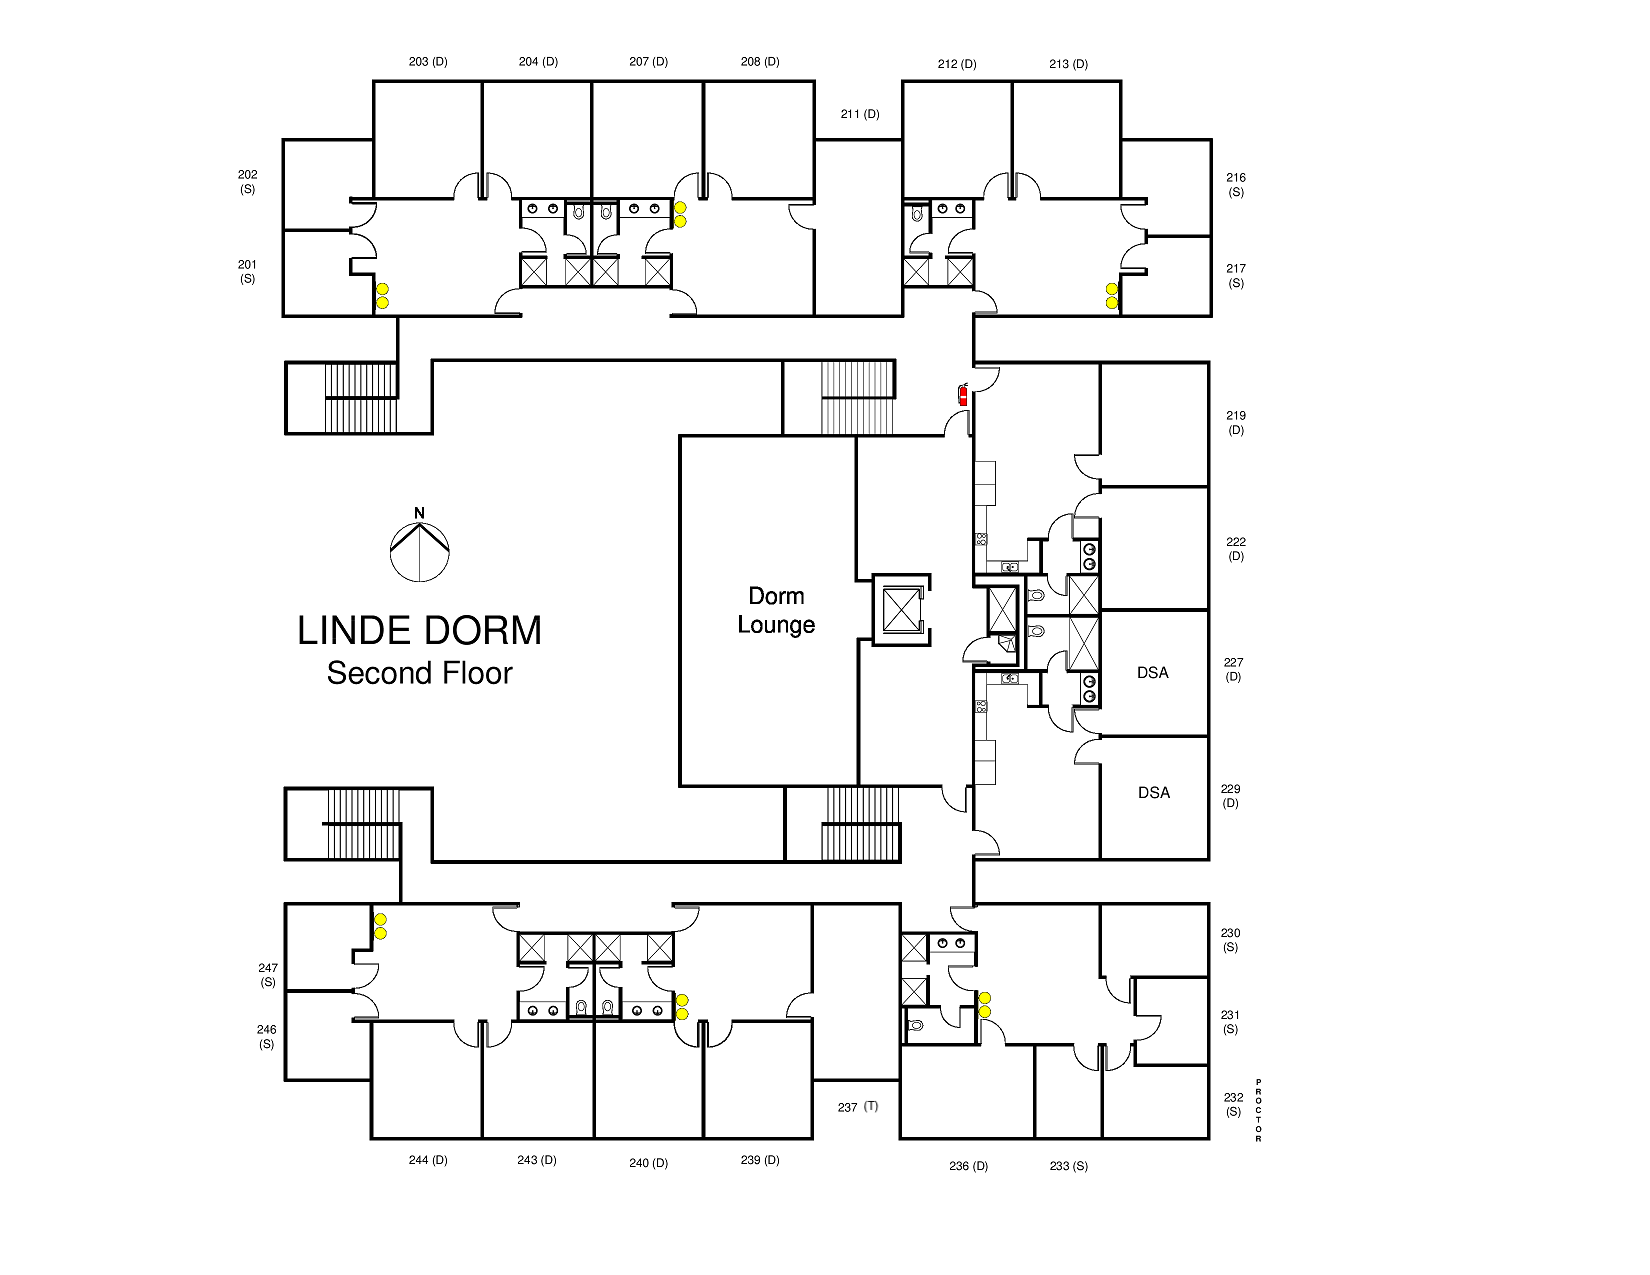 203 (D)
204 (D)
207 (D)
208 (D)
212 (D)
213 (D)
211 (D)
202
(S)
216
(S)
201
(S)
217
(S)
219
(D)
N
222
(D)
Dorm
Lounge
LINDE DORM
Second Floor
DSA
227
(D)
DSA
229
(D)
230
(S)
247
(S)
231
(S)
246
(S)
232
(S)
PROCTOR
237 (T)
244 (D)
243 (D)
240 (D)
239 (D)
236 (D)
233 (S)